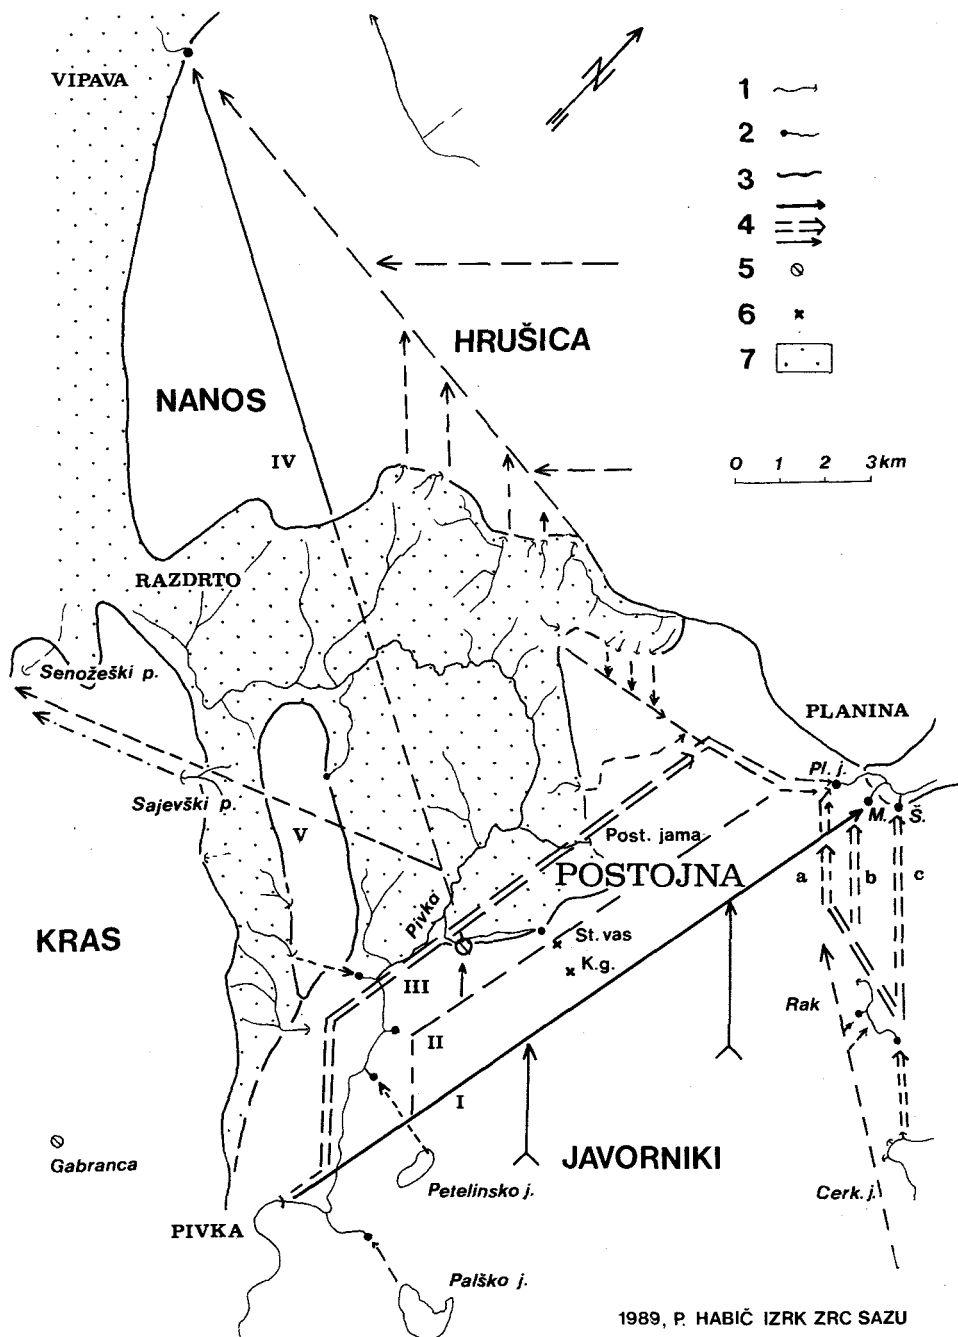 VIPAVA
N
1
2
3
4
5
6
7
HRUŠICA
NANOS
IV
0 1 2 3km
RAZDRTO
Senožeški p.
PLANINA
Pl. j.
Sajevški p.
M. Š.
V
Post. jama
POSTOJNA
a b c
Pivka
KRAS
St. vas
K.g.
III
Rak
II
I
JAVORNIKI
Gabranca
Petelinsko j.
Cerk. j.
PIVKA
Palško j.
1989, P. HABIČ IZRK ZRC SAZU